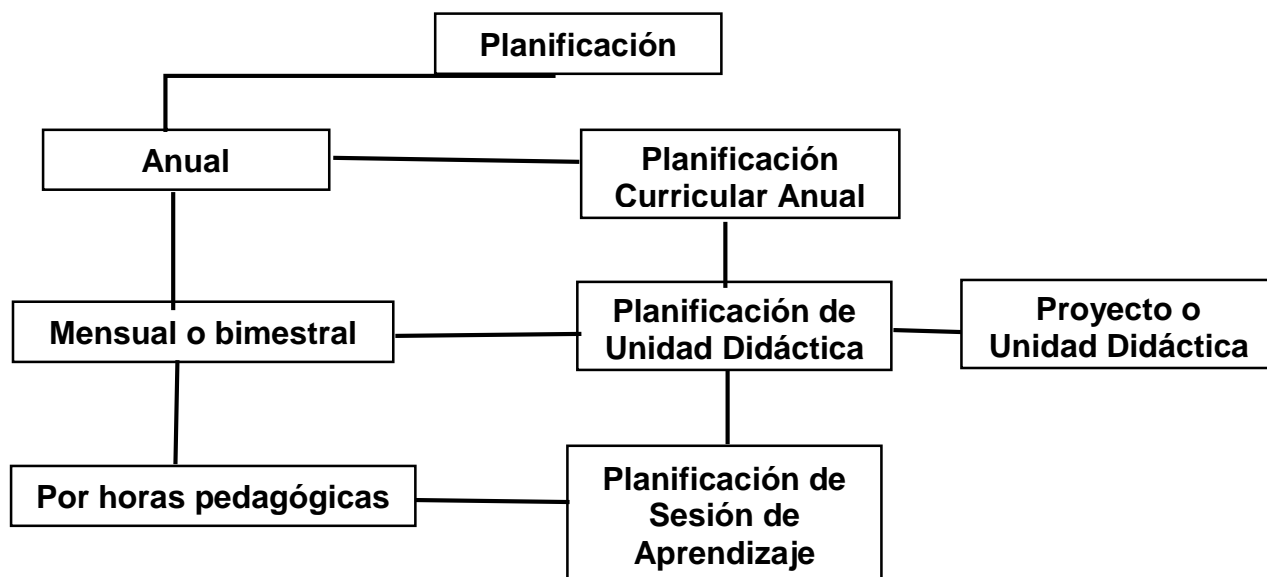 Planificación
Anual
Planificación
Curricular Anual
Mensual o bimestral
Planificación de
Unidad Didáctica
Proyecto o
Unidad Didáctica
Por horas pedagógicas
Planificación de
Sesión de
Aprendizaje